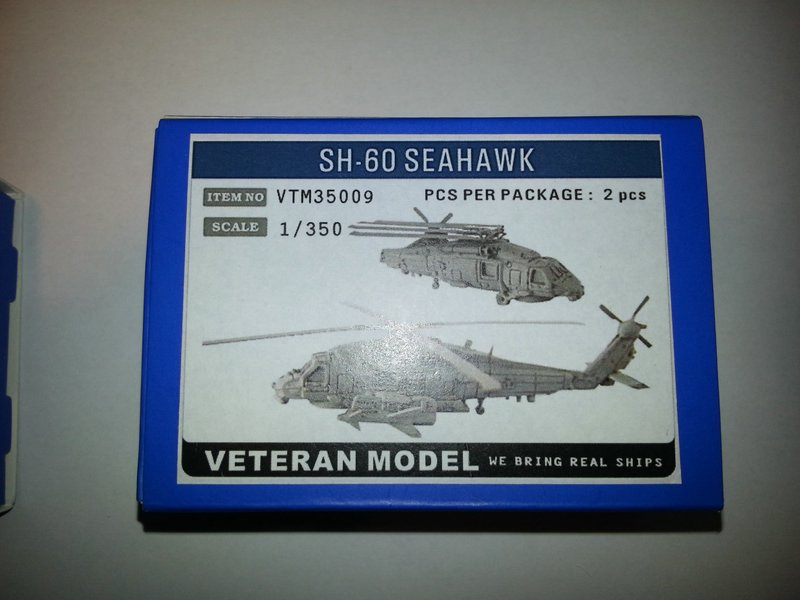 SH-60 SEAHAWK
ITEM NO VTM35009 PCS PER PACKAGE: 2 pcs
SCALE 1/350
VETERAN MODEL WE BRING REAL SHIPS